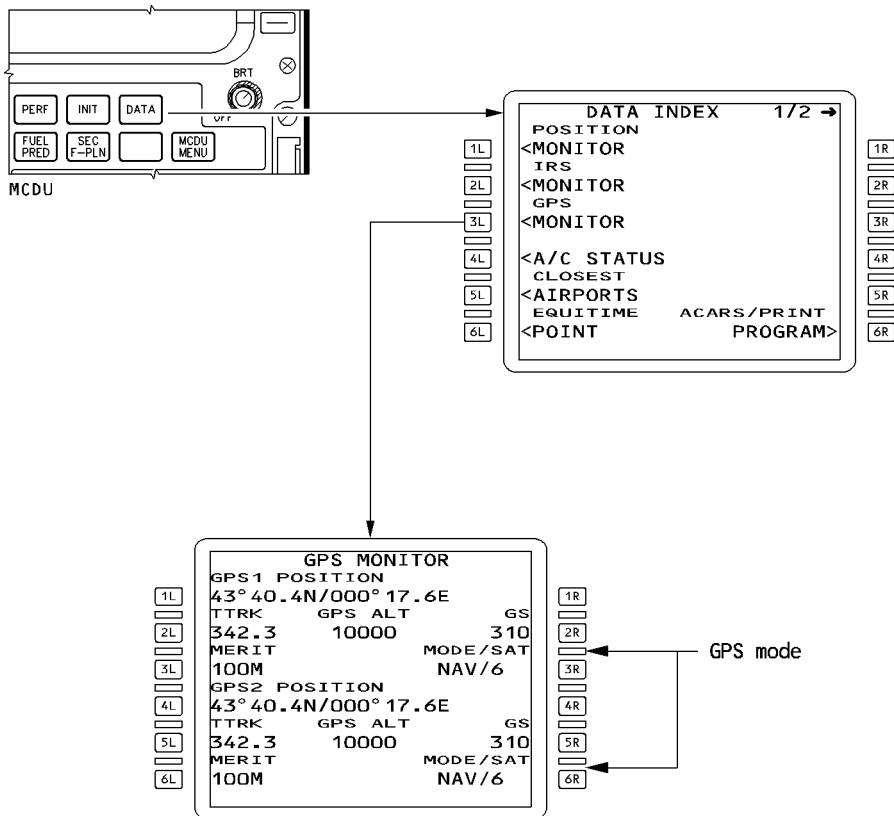 BRT
OFF
PERF INIT DATA
FUEL PRED SEC F-PLN MCDU MENU
MCDU
DATA INDEX 1/2 →
POSITION
1L <MONITOR 1R
IRS
2L <MONITOR 2R
GPS
3L <MONITOR 3R
4L <A/C STATUS 4R
CLOSEST
5L <AIRPORTS 5R
EQUITIME ACARS/PRINT
6L <POINT PROGRAM> 6R
GPS MONITOR
GPS1 POSITION
1L 43°40.4N/000°17.6E 1R
TTRK GPS ALT GS
2L 342.3 10000 310 2R
MERIT MODE/SAT
GPS mode
3L 100M NAV/6 3R
GPS2 POSITION
4L 43°40.4N/000°17.6E 4R
TTRK GPS ALT GS
5L 342.3 10000 310 5R
MERIT MODE/SAT
6L 100M NAV/6 6R